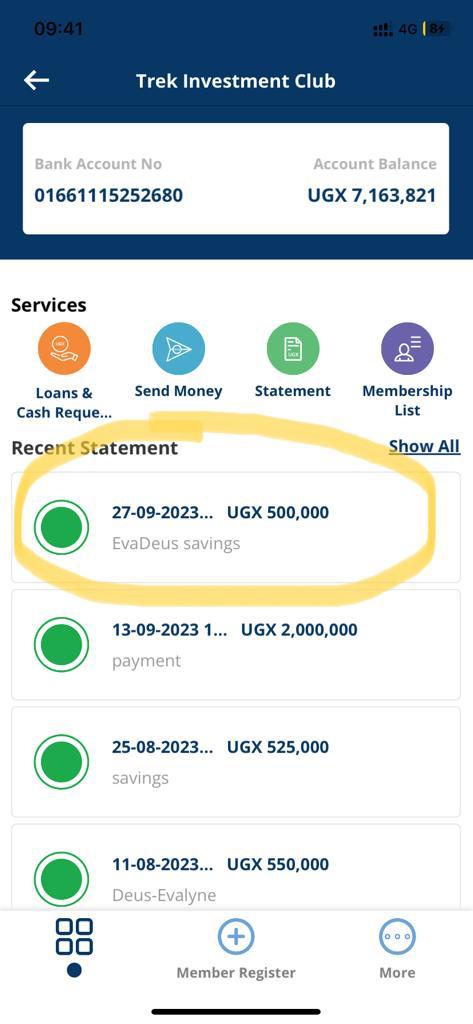 09:41
4G 8
Trek Investment Club
Bank Account No Account Balance
01661115252680 UGX 7,163,821
Services
UGX
UGX
Loans &
Cash Reque...
Send Money
Statement
Membership
List
Recent Statement Show All
27-09-2023... UGX 500,000
EvaDeus savings
13-09-2023 1... UGX 2,000,000
payment
25-08-2023... UGX 525,000
savings
11-08-2023... UGX 550,000
Deus-Evalyne
Member Register More